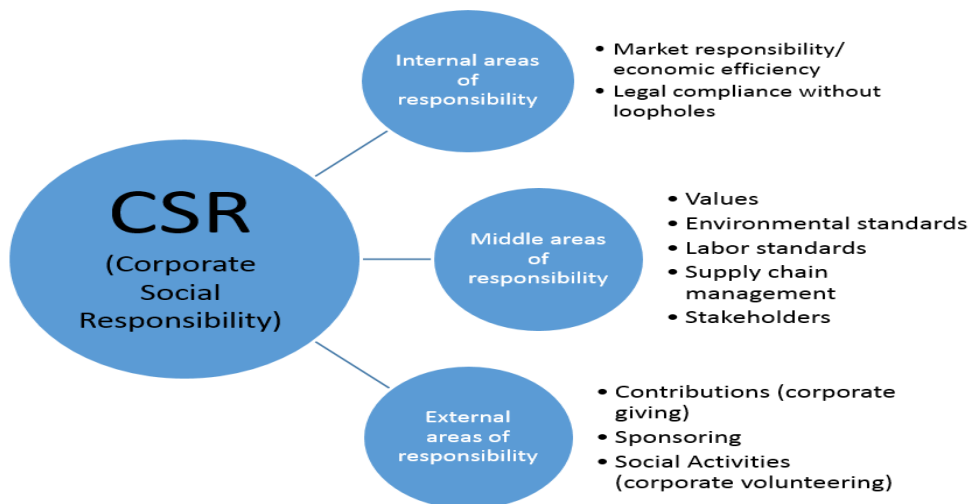 CSR
(Corporate
Social
Responsibility)
Internal areas
of
responsibility
• Market responsibility/
economic efficiency
• Legal compliance without
loopholes
Middle areas
of
responsibility
• Values
• Environmental standards
• Labor standards
• Supply chain
management
• Stakeholders
External
areas of
responsibility
• Contributions (corporate
giving)
• Sponsoring
• Social Activities
(corporate volunteering)